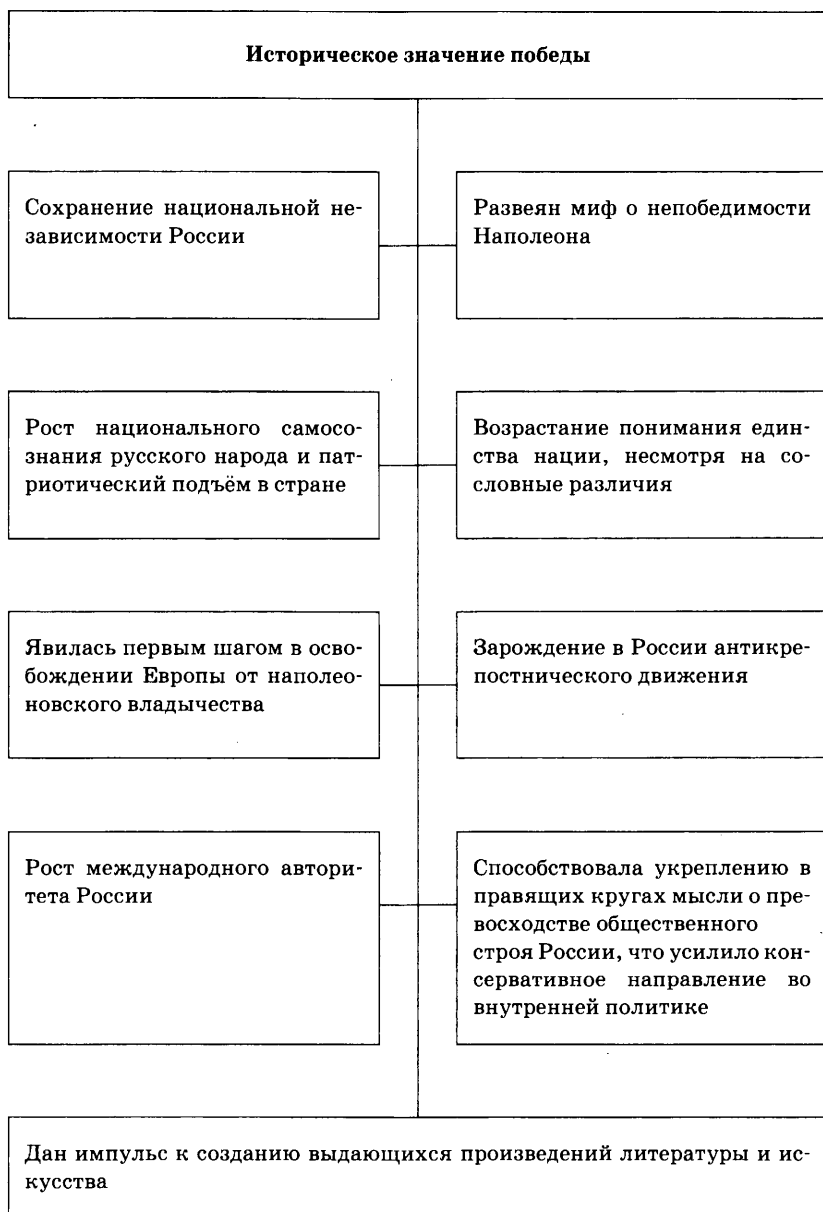 Историческое значение победы
Сохранение национальной не-
зависимости России
Развеян миф о непобедимости
Наполеона
Рост национального самосо-
знания русского народа и пат-
риотический подъём в стране
Возрастание понимания един-
ства нации, несмотря на со-
словные различия
Явилась первым шагом в осво-
бождении Европы от наполео-
новского владычества
Зарождение в России антикре-
постнического движения
Рост международного автори-
тета России
Способствовала укреплению в
правящих кругах мысли о пре-
восходстве общественного
строя России, что усилило кон-
сервативное направление во
внутренней политике
Дан импульс к созданию выдающихся произведений литературы и ис-
кусства